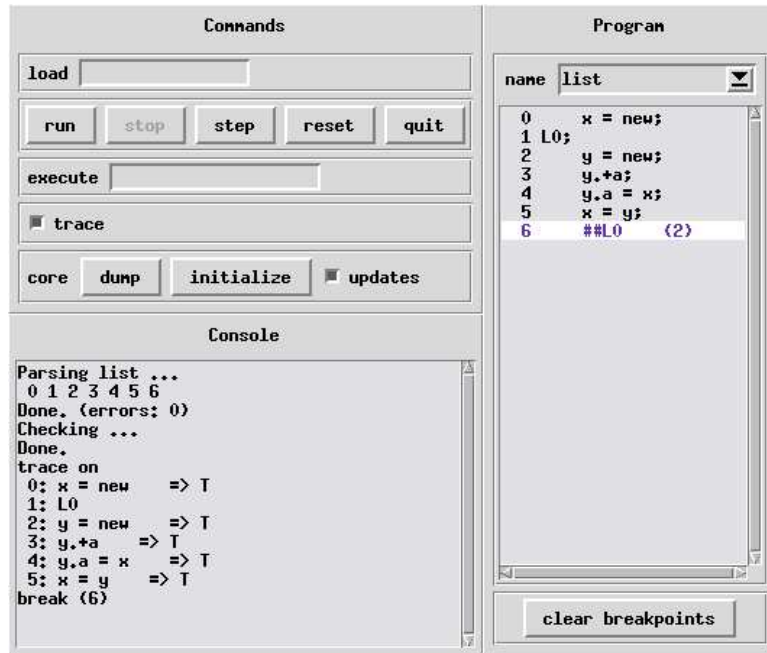 Commands
load
run stop step reset quit
execute
trace
core dump initialize updates
Console
Parsing list ...
0 1 2 3 4 5 6
Done. (errors: 0)
Checking ...
Done.
trace on
0: x = new => T
1: L0
2: y = new => T
3: y.+a => T
4: y.a = x => T
5: x = y => T
break (6)
Program
name list
0 x = new;
1 L0;
2 y = new;
3 y.+a;
4 y.a = x;
5 x = y;
6 ##L0 (2)
clear breakpoints